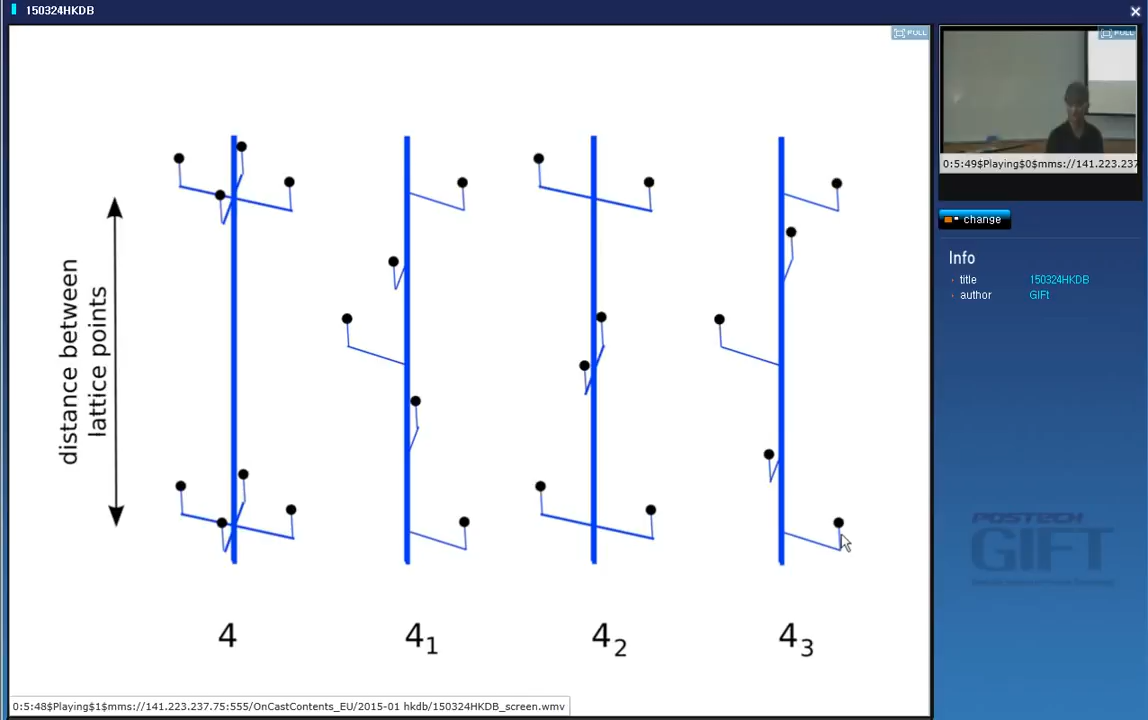 150324HKDB
FULL
FULL
distance between
lattice points
4
4₁
4₂
4₃
0:5:48$Playing$1$mms://141.223.237.75:555/OnCastContents_EU/2015-01 hkdb/150324HKDB_screen.wmv
0:5:49$Playing$0$mms://141.223.237
change
Info
title 150324HKDB
author GIFt
POSTECH
GIFT